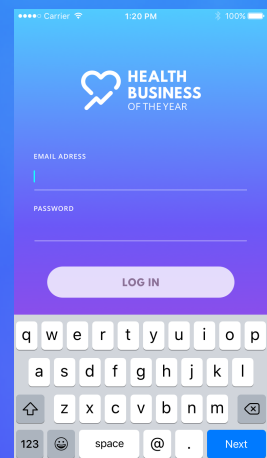 Carrier 1:20 PM 100%
HEALTH
BUSINESS
OF THE YEAR
EMAIL ADRESS
PASSWORD
LOG IN
q w e r t y u i o p
a s d f g h j k l
z x c v b n m
123 space @ . Next